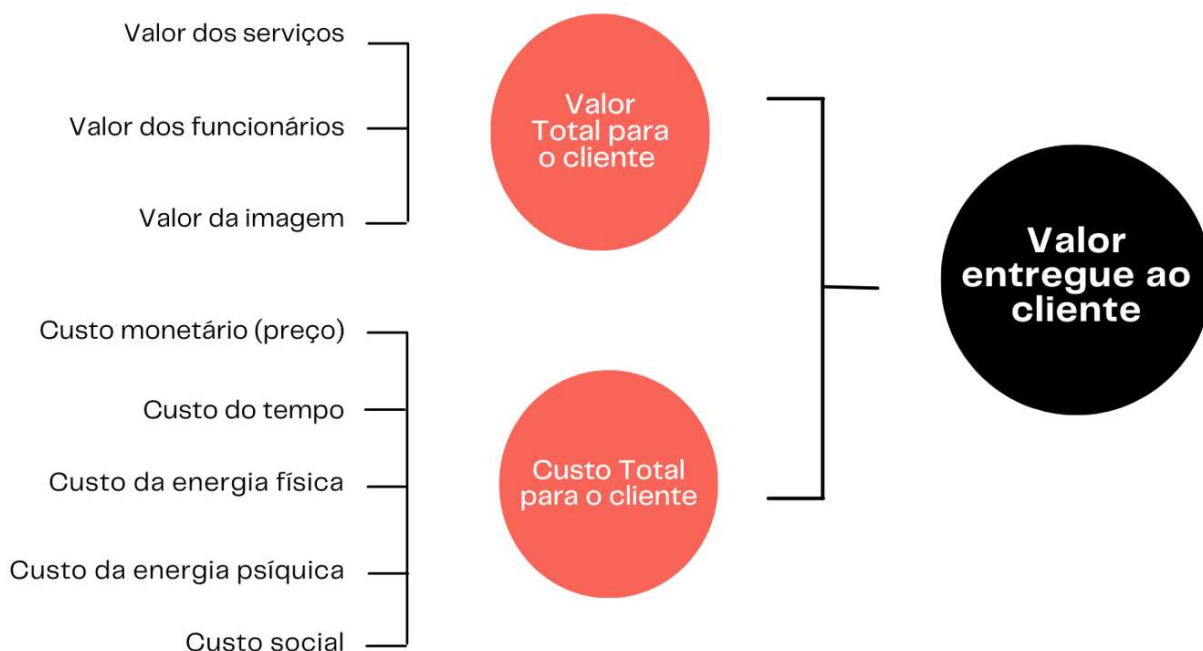 Valor dos serviços
Valor dos funcionários
Valor da imagem
Custo monetário (preço)
Custo do tempo
Custo da energia física
Custo da energia psíquica
Custo social
Valor
Total para
o cliente
Custo Total
para o cliente
Valor
entregue ao
cliente